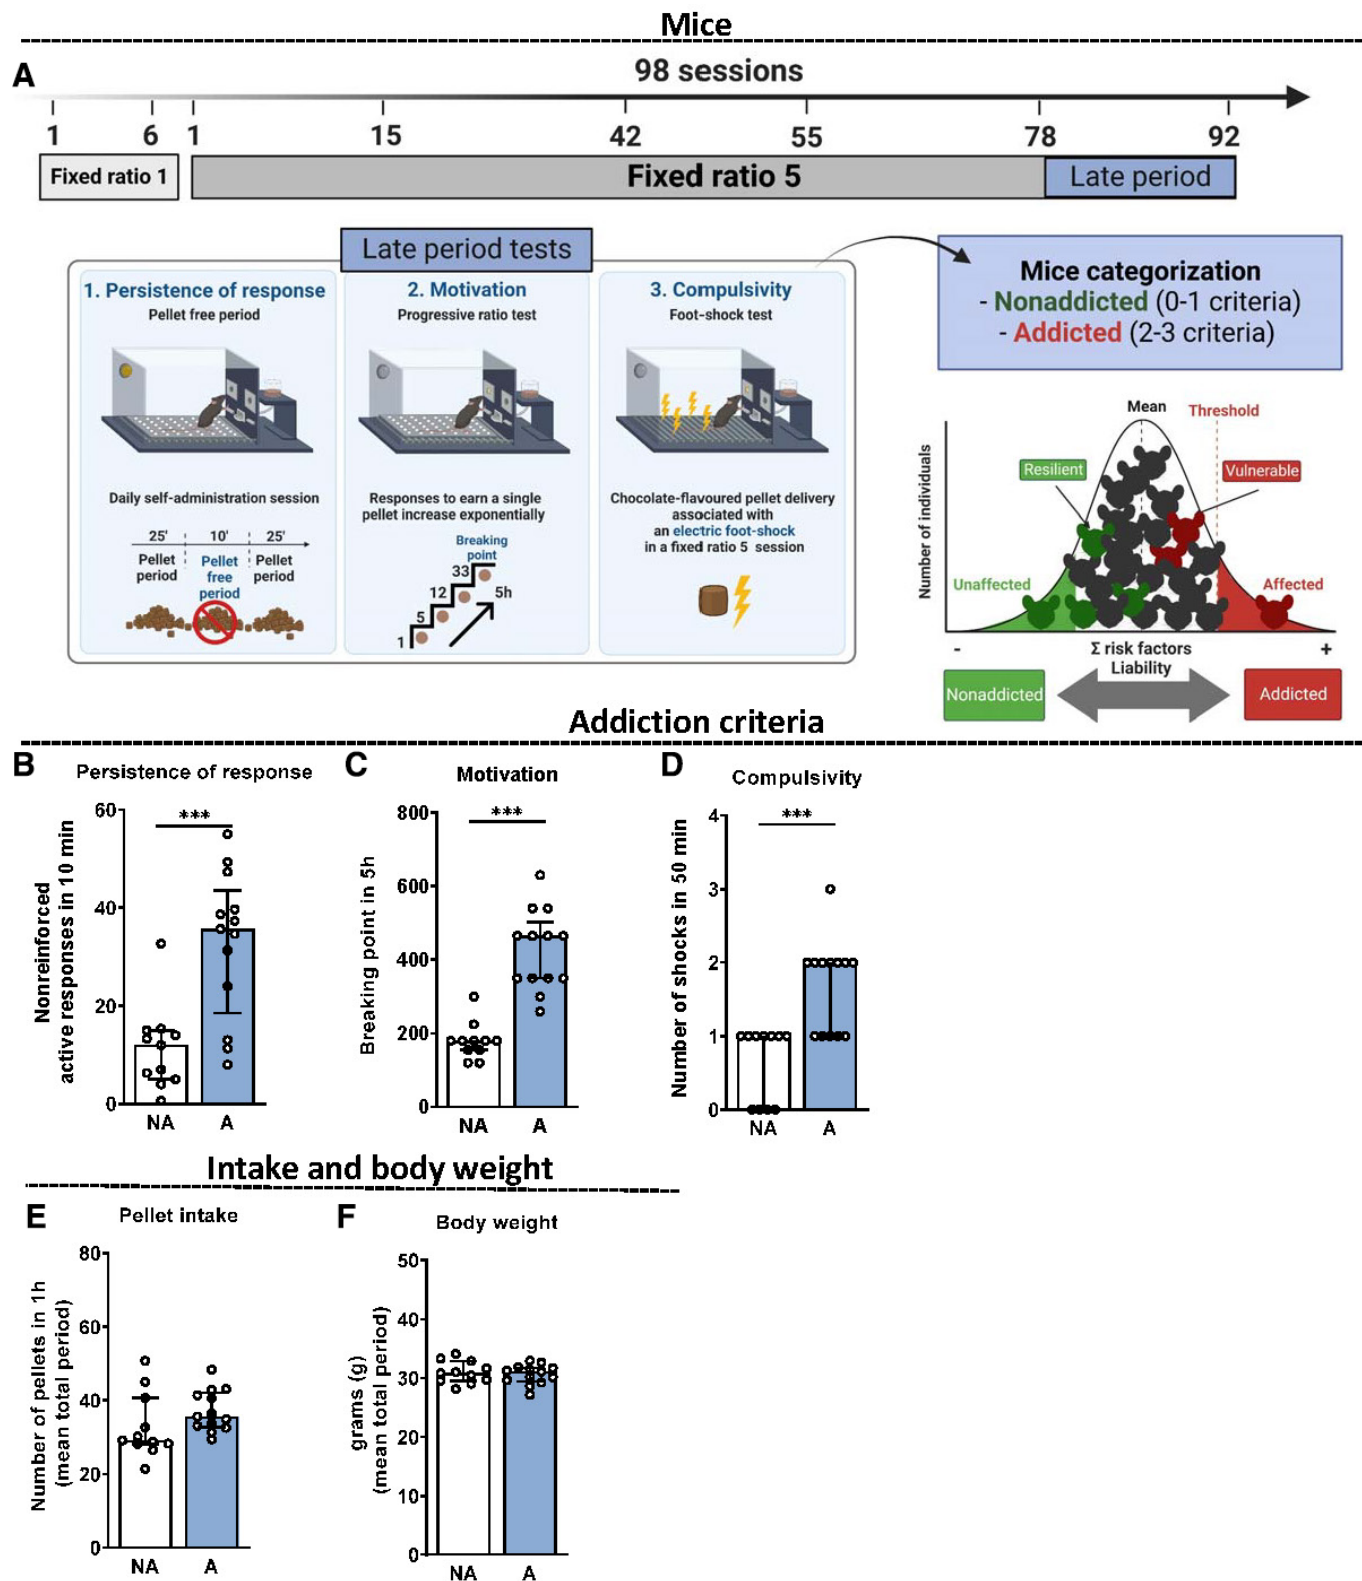 Mice
A
98 sessions
1 6 1 15 42 55 78 92
Fixed ratio 1
Fixed ratio 5
Late period
Late period tests
1. Persistence of response
Pellet free period
Daily self-administration session
25' 10' 25'
Pellet period
Pellet free period
Pellet period
2. Motivation
Progressive ratio test
Responses to earn a single
pellet increase exponentially
Breaking
point
33
12
5
1
5h
3. Compulsivity
Foot-shock test
Chocolate-flavoured pellet delivery
associated with
an electric foot-shock
in a fixed ratio 5 session
Mice categorization
- Nonaddicted (0-1 criteria)
- Addicted (2-3 criteria)
Mean
Threshold
Resilient
Vulnerable
Number of individuals
Unaffected
Affected
-
Σ risk factors
+
Liability
Nonaddicted
Addicted
Addiction criteria
B
Persistence of response
***
Nonreinforced
active responses in 10 min
60
40
20
0
NA A
C
Motivation
***
Breaking point in 5h
800
600
400
200
0
NA A
D
Compulsivity
***
Number of shocks in 50 min
4
3
2
1
0
NA A
Intake and body weight
E
Pellet intake
Number of pellets in 1h
(mean total period)
80
60
40
20
0
NA A
F
Body weight
grams (g)
(mean total period)
50
40
30
20
10
0
NA A